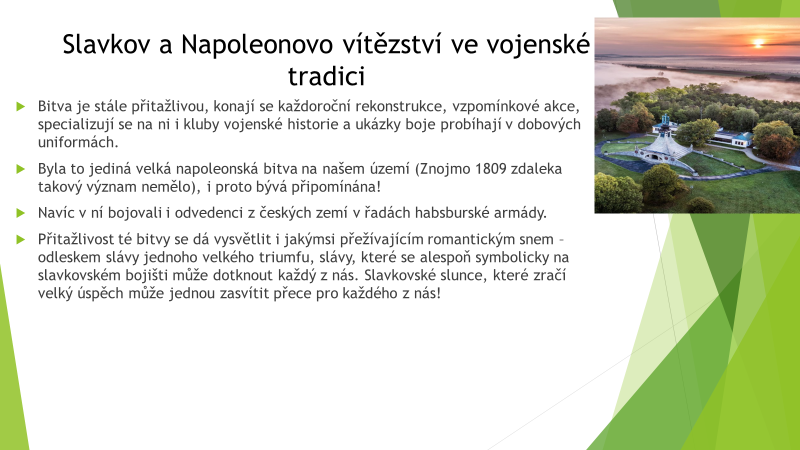 Slavkov a Napoleonovo vítězství ve vojenské
tradici
Bitva je stále přitažlivou, konají se každoroční rekonstrukce, vzpomínkové akce,
specializují se na ni i kluby vojenské historie a ukázky boje probíhají v dobových
uniformách.
Byla to jediná velká napoleonská bitva na našem území (Znojmo 1809 zdaleka
takový význam nemělo), i proto bývá připomínána!
Navíc v ní bojovali i odvedenci z českých zemí v řadách habsburské armády.
Přitažlivost té bitvy se dá vysvětlit i jakýmsi přežívajícím romantickým snem –
odleskem slávy jednoho velkého triumfu, slávy, které se alespoň symbolicky na
slavkovském bojišti může dotknout každý z nás. Slavkovské slunce, které zračí
velký úspěch může jednou zasvítit přece pro každého z nás!